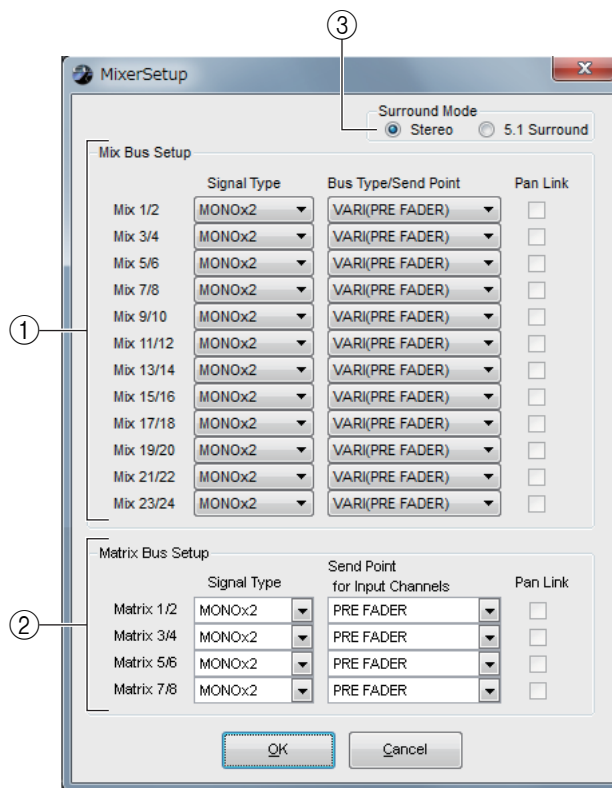 ③
MixerSetup
X
Surround Mode
Stereo 5.1 Surround
①
Mix Bus Setup
Signal Type Bus Type/Send Point Pan Link
Mix 1/2 MONOx2 VARI(PRE FADER)
Mix 3/4 MONOx2 VARI(PRE FADER)
Mix 5/6 MONOx2 VARI(PRE FADER)
Mix 7/8 MONOx2 VARI(PRE FADER)
Mix 9/10 MONOx2 VARI(PRE FADER)
Mix 11/12 MONOx2 VARI(PRE FADER)
Mix 13/14 MONOx2 VARI(PRE FADER)
Mix 15/16 MONOx2 VARI(PRE FADER)
Mix 17/18 MONOx2 VARI(PRE FADER)
Mix 19/20 MONOx2 VARI(PRE FADER)
Mix 21/22 MONOx2 VARI(PRE FADER)
Mix 23/24 MONOx2 VARI(PRE FADER)
②
Matrix Bus Setup
Signal Type Send Point for Input Channels Pan Link
Matrix 1/2 MONOx2 PRE FADER
Matrix 3/4 MONOx2 PRE FADER
Matrix 5/6 MONOx2 PRE FADER
Matrix 7/8 MONOx2 PRE FADER
OK Cancel